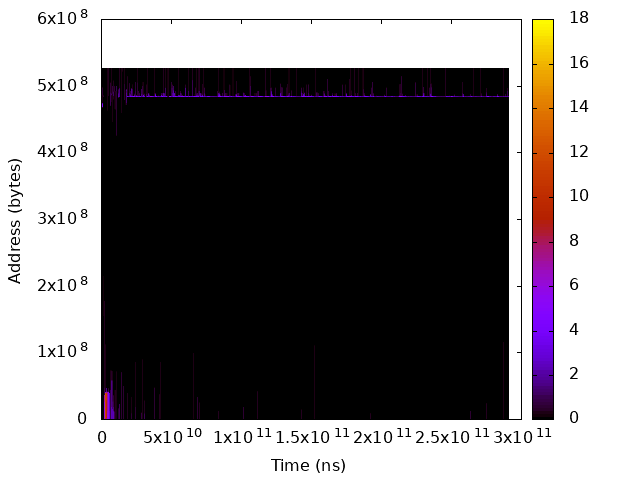 6x10^8
5x10^8
4x10^8
3x10^8
2x10^8
1x10^8
0
Address (bytes)
0 5x10^10 1x10^11 1.5x10^11 2x10^11 2.5x10^11 3x10^11
Time (ns)
18
16
14
12
10
8
6
4
2
0